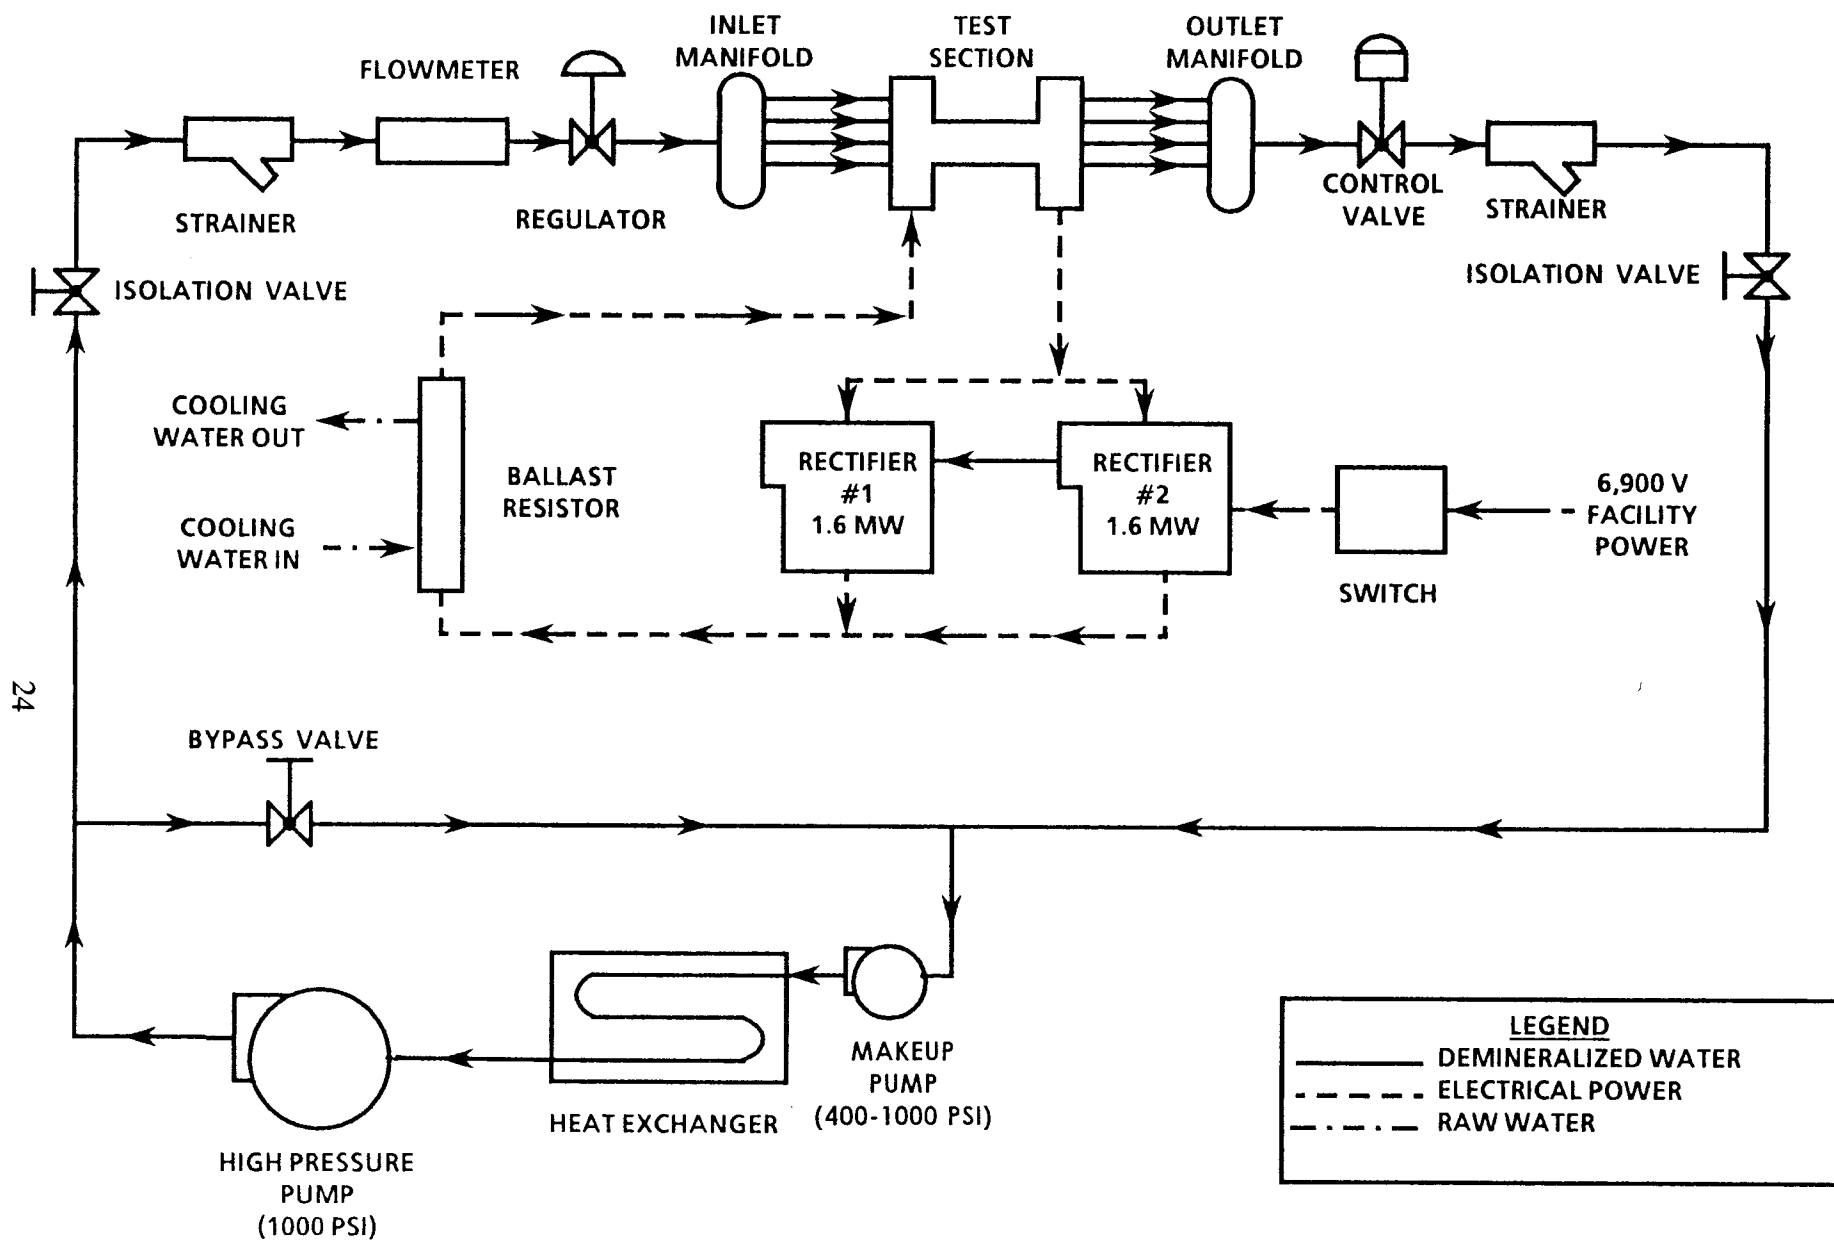 INLET
MANIFOLD
TEST
SECTION
OUTLET
MANIFOLD
FLOWMETER
STRAINER
REGULATOR
CONTROL
VALVE
STRAINER
ISOLATION VALVE
ISOLATION VALVE
COOLING
WATER OUT
BALLAST
RESISTOR
COOLING
WATER IN
RECTIFIER
#1
1.6 MW
RECTIFIER
#2
1.6 MW
6,900 V
FACILITY
POWER
SWITCH
24
BYPASS VALVE
MAKEUP
PUMP
(400-1000 PSI)
HEAT EXCHANGER
HIGH PRESSURE
PUMP
(1000 PSI)
LEGEND
DEMINERALIZED WATER
ELECTRICAL POWER
RAW WATER